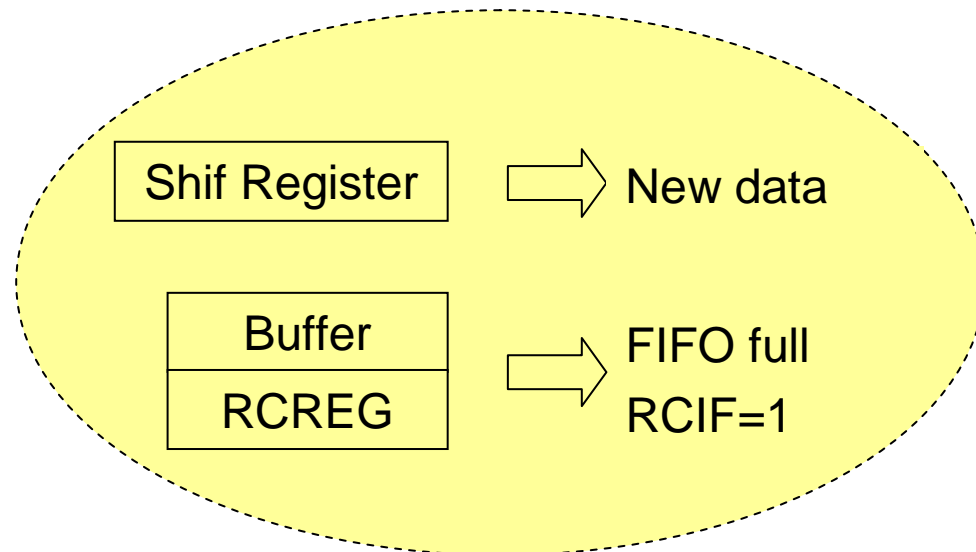 Shif Register
New data
Buffer
FIFO full
RCREG
RCIF=1